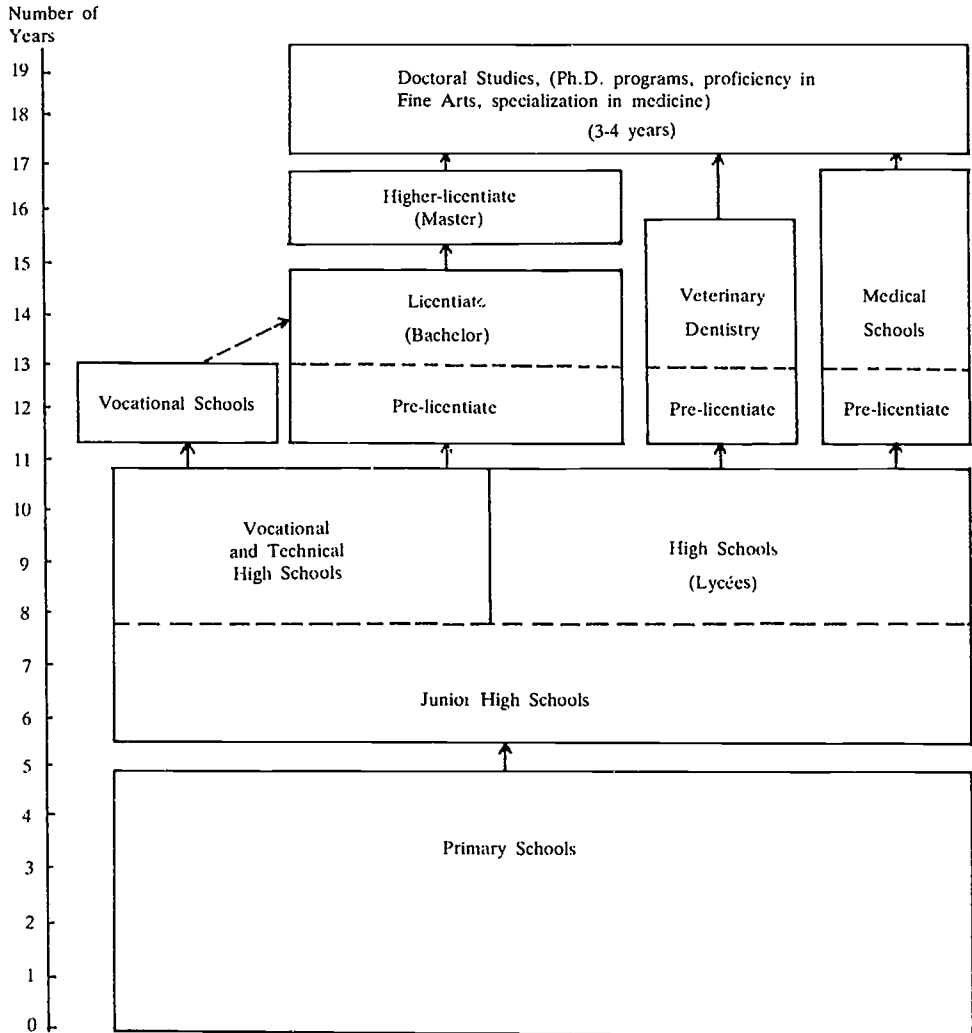 Number of
Years
19
18
17
16
15
14
13
12
11
10
9
8
7
6
5
4
3
2
1
0
Doctoral Studies, (Ph.D. programs, proficiency in
Fine Arts, specialization in medicine)
(3-4 years)
Higher-licentiate
(Master)
Licentiate
(Bachelor)
Pre-licentiate
Veterinary
Dentistry
Pre-licentiate
Medical
Schools
Pre-licentiate
Vocational Schools
Vocational
and Technical
High Schools
High Schools
(Lycées)
Junior High Schools
Primary Schools